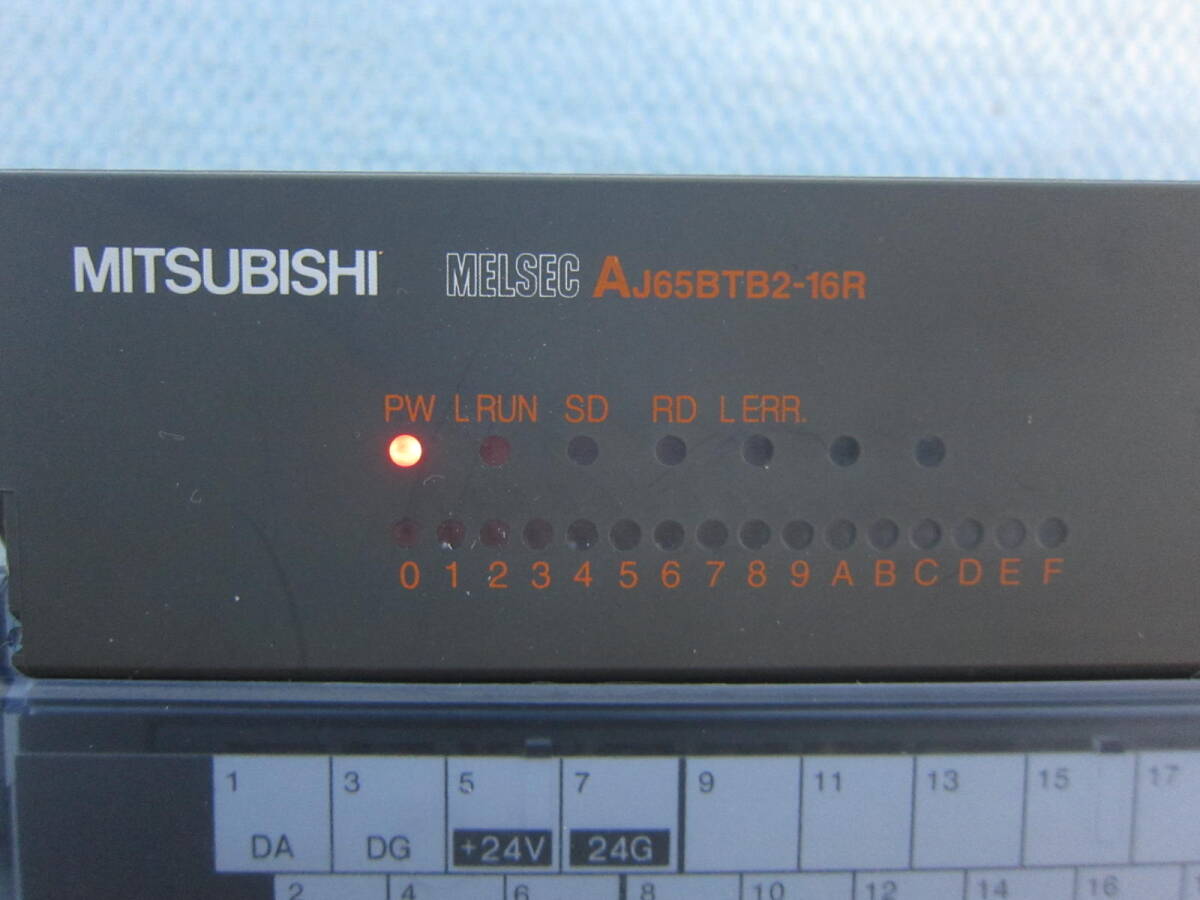 MITSUBISHI MELSEC AJ65BTB2-16R
PW L RUN SD RD L ERR.
0 1 2 3 4 5 6 7 8 9 A B C D E F
1 3 5 7 9 11 13 15 17
DA DG +24V 24G
2 4 6 8 10 12 14 16